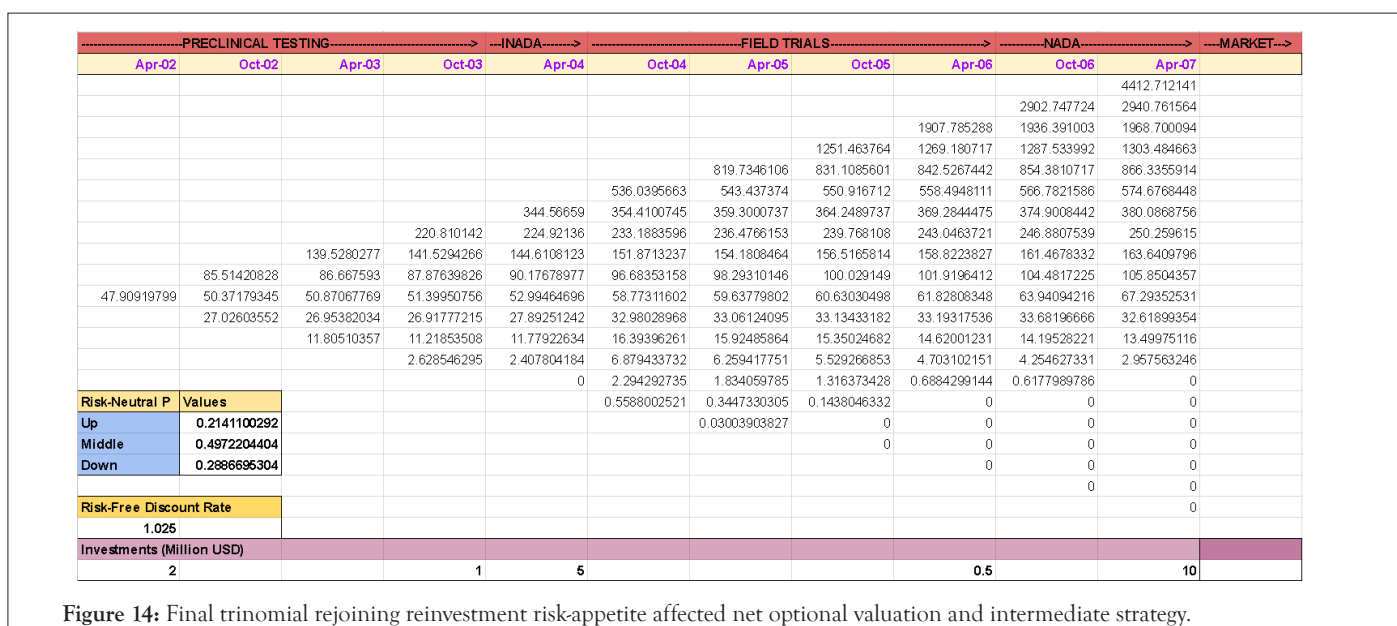 -----------------------PRECLINICAL TESTING---------------------------------> ---INADA--------> ----------------------------------FIELD TRIALS------------------------------------> ----------NADA------------------------> ----MARKET--->
Apr-02 Oct-02 Apr-03 Oct-03 Apr-04 Oct-04 Apr-05 Oct-05 Apr-06 Oct-06 Apr-07
4412.712141
2902.747724 2940.761564
1907.785288 1936.391003 1968.700094
1251.463764 1269.180717 1287.533992 1303.484663
819.7346106 831.1085601 842.5267442 854.3810717 866.3355914
536.0395663 543.437374 550.916712 558.4948111 566.7821586 574.6768448
344.56659 354.4100745 359.3000737 364.2489737 369.2844475 374.9008442 380.0868756
220.810142 224.92136 233.1883596 236.4766153 239.768108 243.0463721 246.8807539 250.259615
139.5280277 141.5294266 144.6108123 151.8713237 154.1808464 156.5165814 158.8223827 161.4678332 163.6409796
85.51420828 86.667593 87.87639826 90.17678977 96.68353158 98.29310146 100.029149 101.9196412 104.4817225 105.8504357
47.90919799 50.37179345 50.87067769 51.39950756 52.99464696 58.77311602 59.63779802 60.63030498 61.82808348 63.94094216 67.29352531
27.02603552 26.95382034 26.91777215 27.89251242 32.98028968 33.06124095 33.13433182 33.19317536 33.68196666 32.61899354
11.80510357 11.21853508 11.77922634 16.39396261 15.92485864 15.35024682 14.62001231 14.19528221 13.49975116
2.628546295 2.407804184 6.879433732 6.259417751 5.529266853 4.703102151 4.254627331 2.957563246
0 2.294292735 1.834059785 1.316373428 0.6884299144 0.6177989786 0
Risk-Neutral P Values 0.5588002521 0.3447330305 0.1438046332 0 0 0
Up 0.2141100292 0.03003903827 0 0 0 0
Middle 0.4972204404 0 0 0 0
Down 0.2886695304 0 0 0
0 0
Risk-Free Discount Rate 0
1.025
Investments (Million USD)
2 1 5 0.5 10
Figure 14: Final trinomial rejoining reinvestment risk-appetite affected net optional valuation and intermediate strategy.